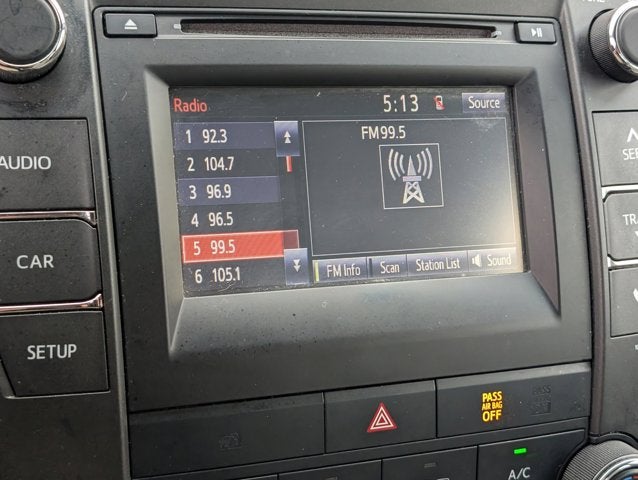 Radio
5:13
Source
1 92.3
2 104.7
3 96.9
4 96.5
5 99.5
6 105.1
FM99.5
FM Info
Scan
Station List
Sound
AUDIO
CAR
SETUP
PASS
AIR BAG
OFF
PASS
A/C